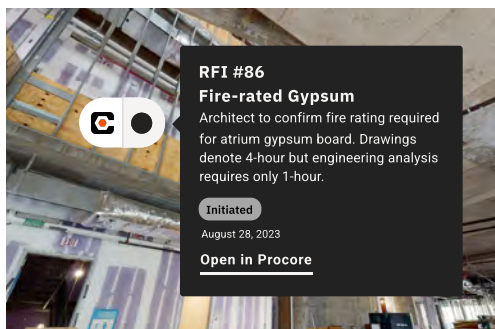 RFI #86
Fire-rated Gypsum
Architect to confirm fire rating required
for atrium gypsum board. Drawings
denote 4-hour but engineering analysis
requires only 1-hour.
Initiated
August 28, 2023
Open in Procore